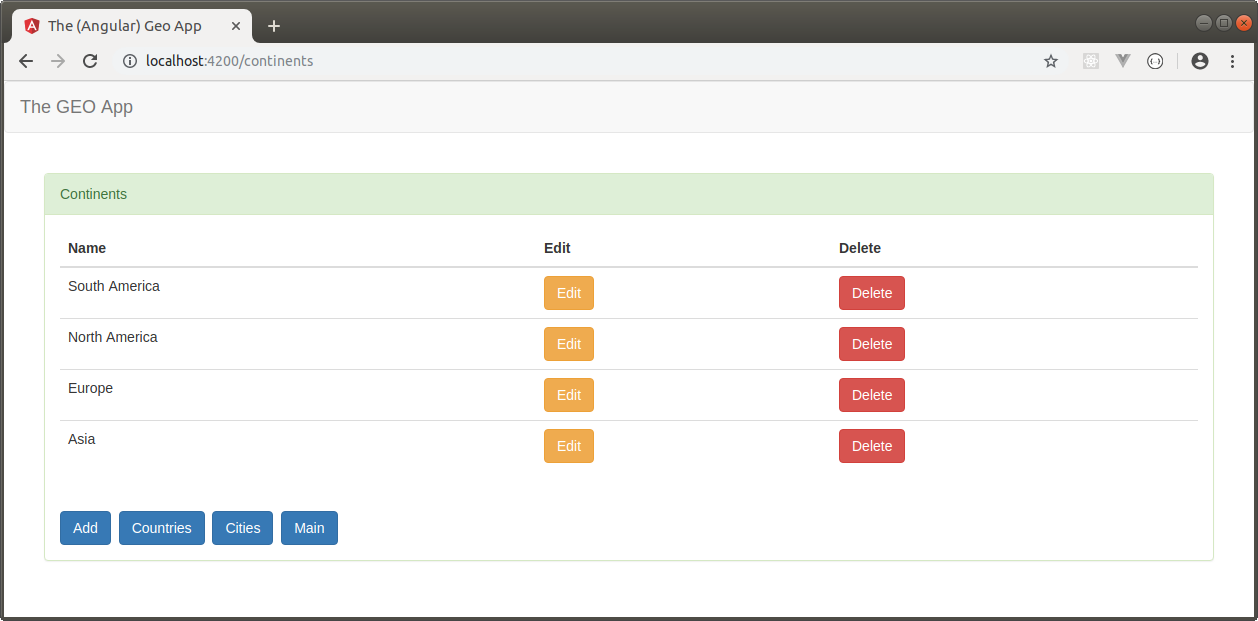 The (Angular) Geo App
localhost:4200/continents
The GEO App
Continents
Name Edit Delete
South America Edit Delete
North America Edit Delete
Europe Edit Delete
Asia Edit Delete
Add Countries Cities Main